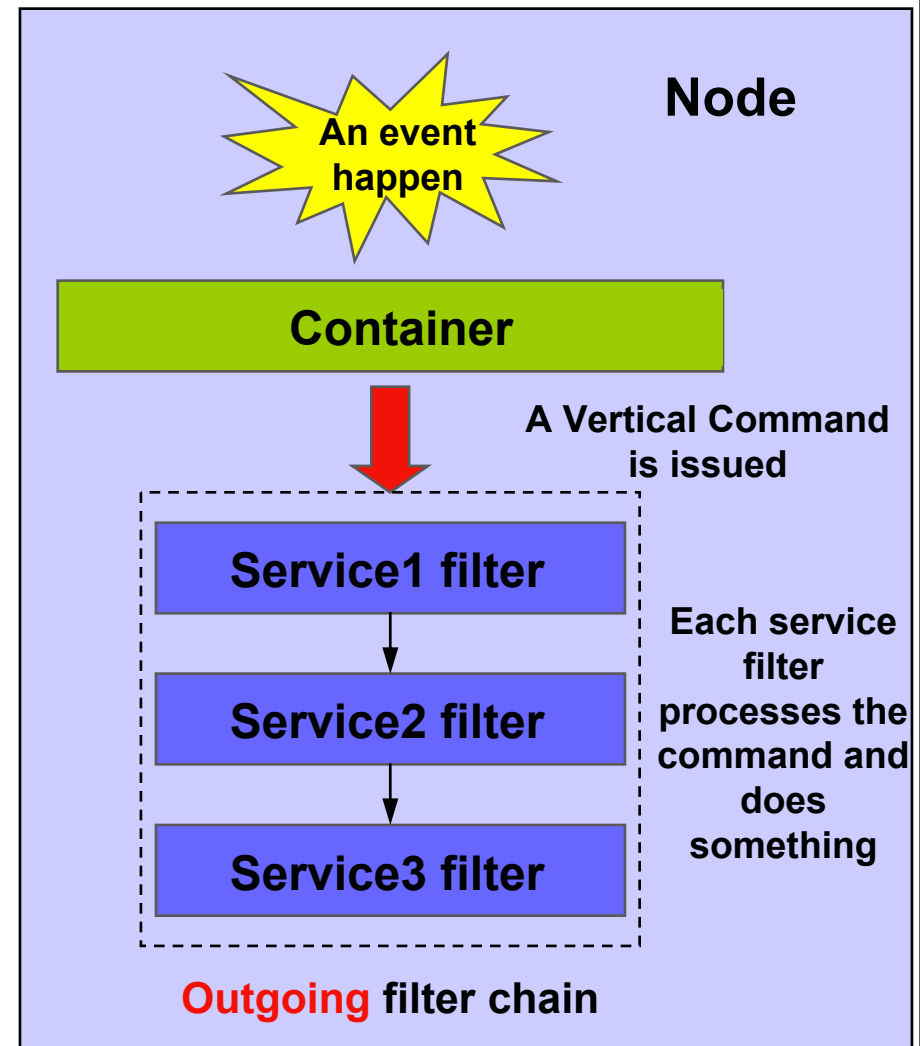 Node
An event
happen
Container
A Vertical Command
is issued
Service1 filter
Service2 filter
Service3 filter
Each service
filter
processes the
command and
does
something
Outgoing filter chain